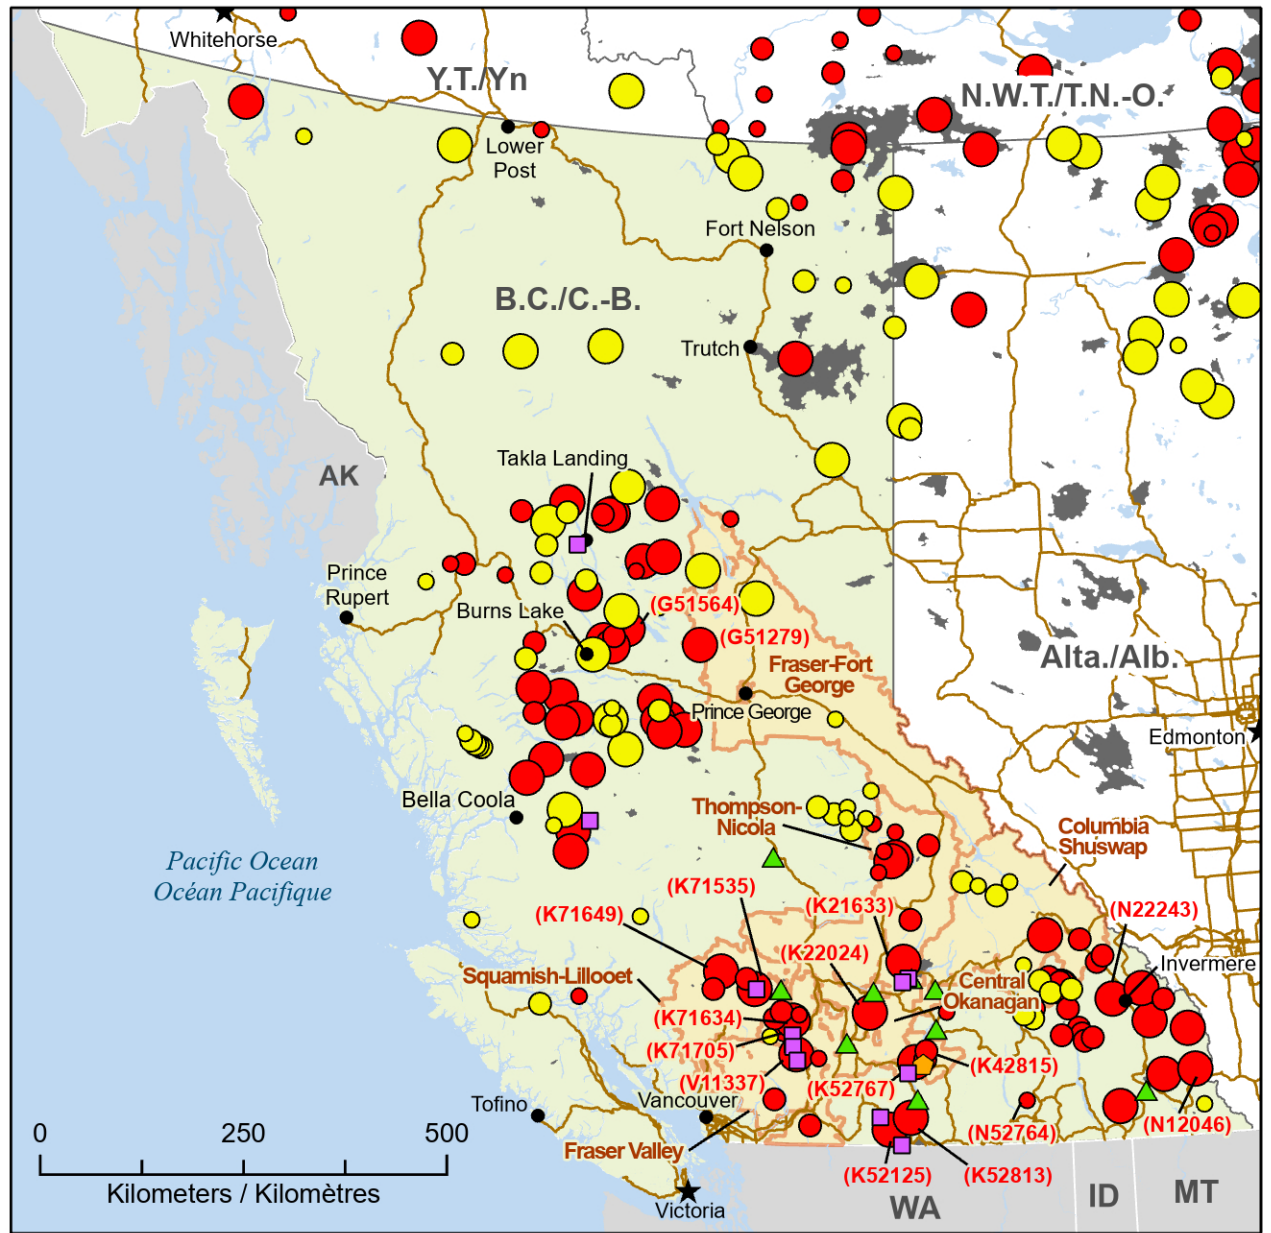 Whitehorse
Y.T./Yn
N.W.T./T.N.-O.
Lower
Post
Fort Nelson
B.C./C.-B.
Trutch
Takla Landing
AK
Prince
Rupert
Burns Lake
(G51564)
(G51279)
Fraser-Fort
George
Alta./Alb.
Prince George
Edmonton
Bella Coola
Thompson-
Nicola
Columbia
Shuswap
Pacific Ocean
Océan Pacifique
(K71535)
(K71649)
(K21633)
(N22243)
(K22024)
Invermere
Squamish-Lillooet
Central
Okanagan
(K71634)
(K71705)
(K42815)
(V11337)
(K52767)
Tofino
Vancouver
(N52764)
(N12046)
Fraser Valley
(K52125)
(K52813)
0 250 500
Kilometers / Kilomètres
Victoria
WA
ID
MT